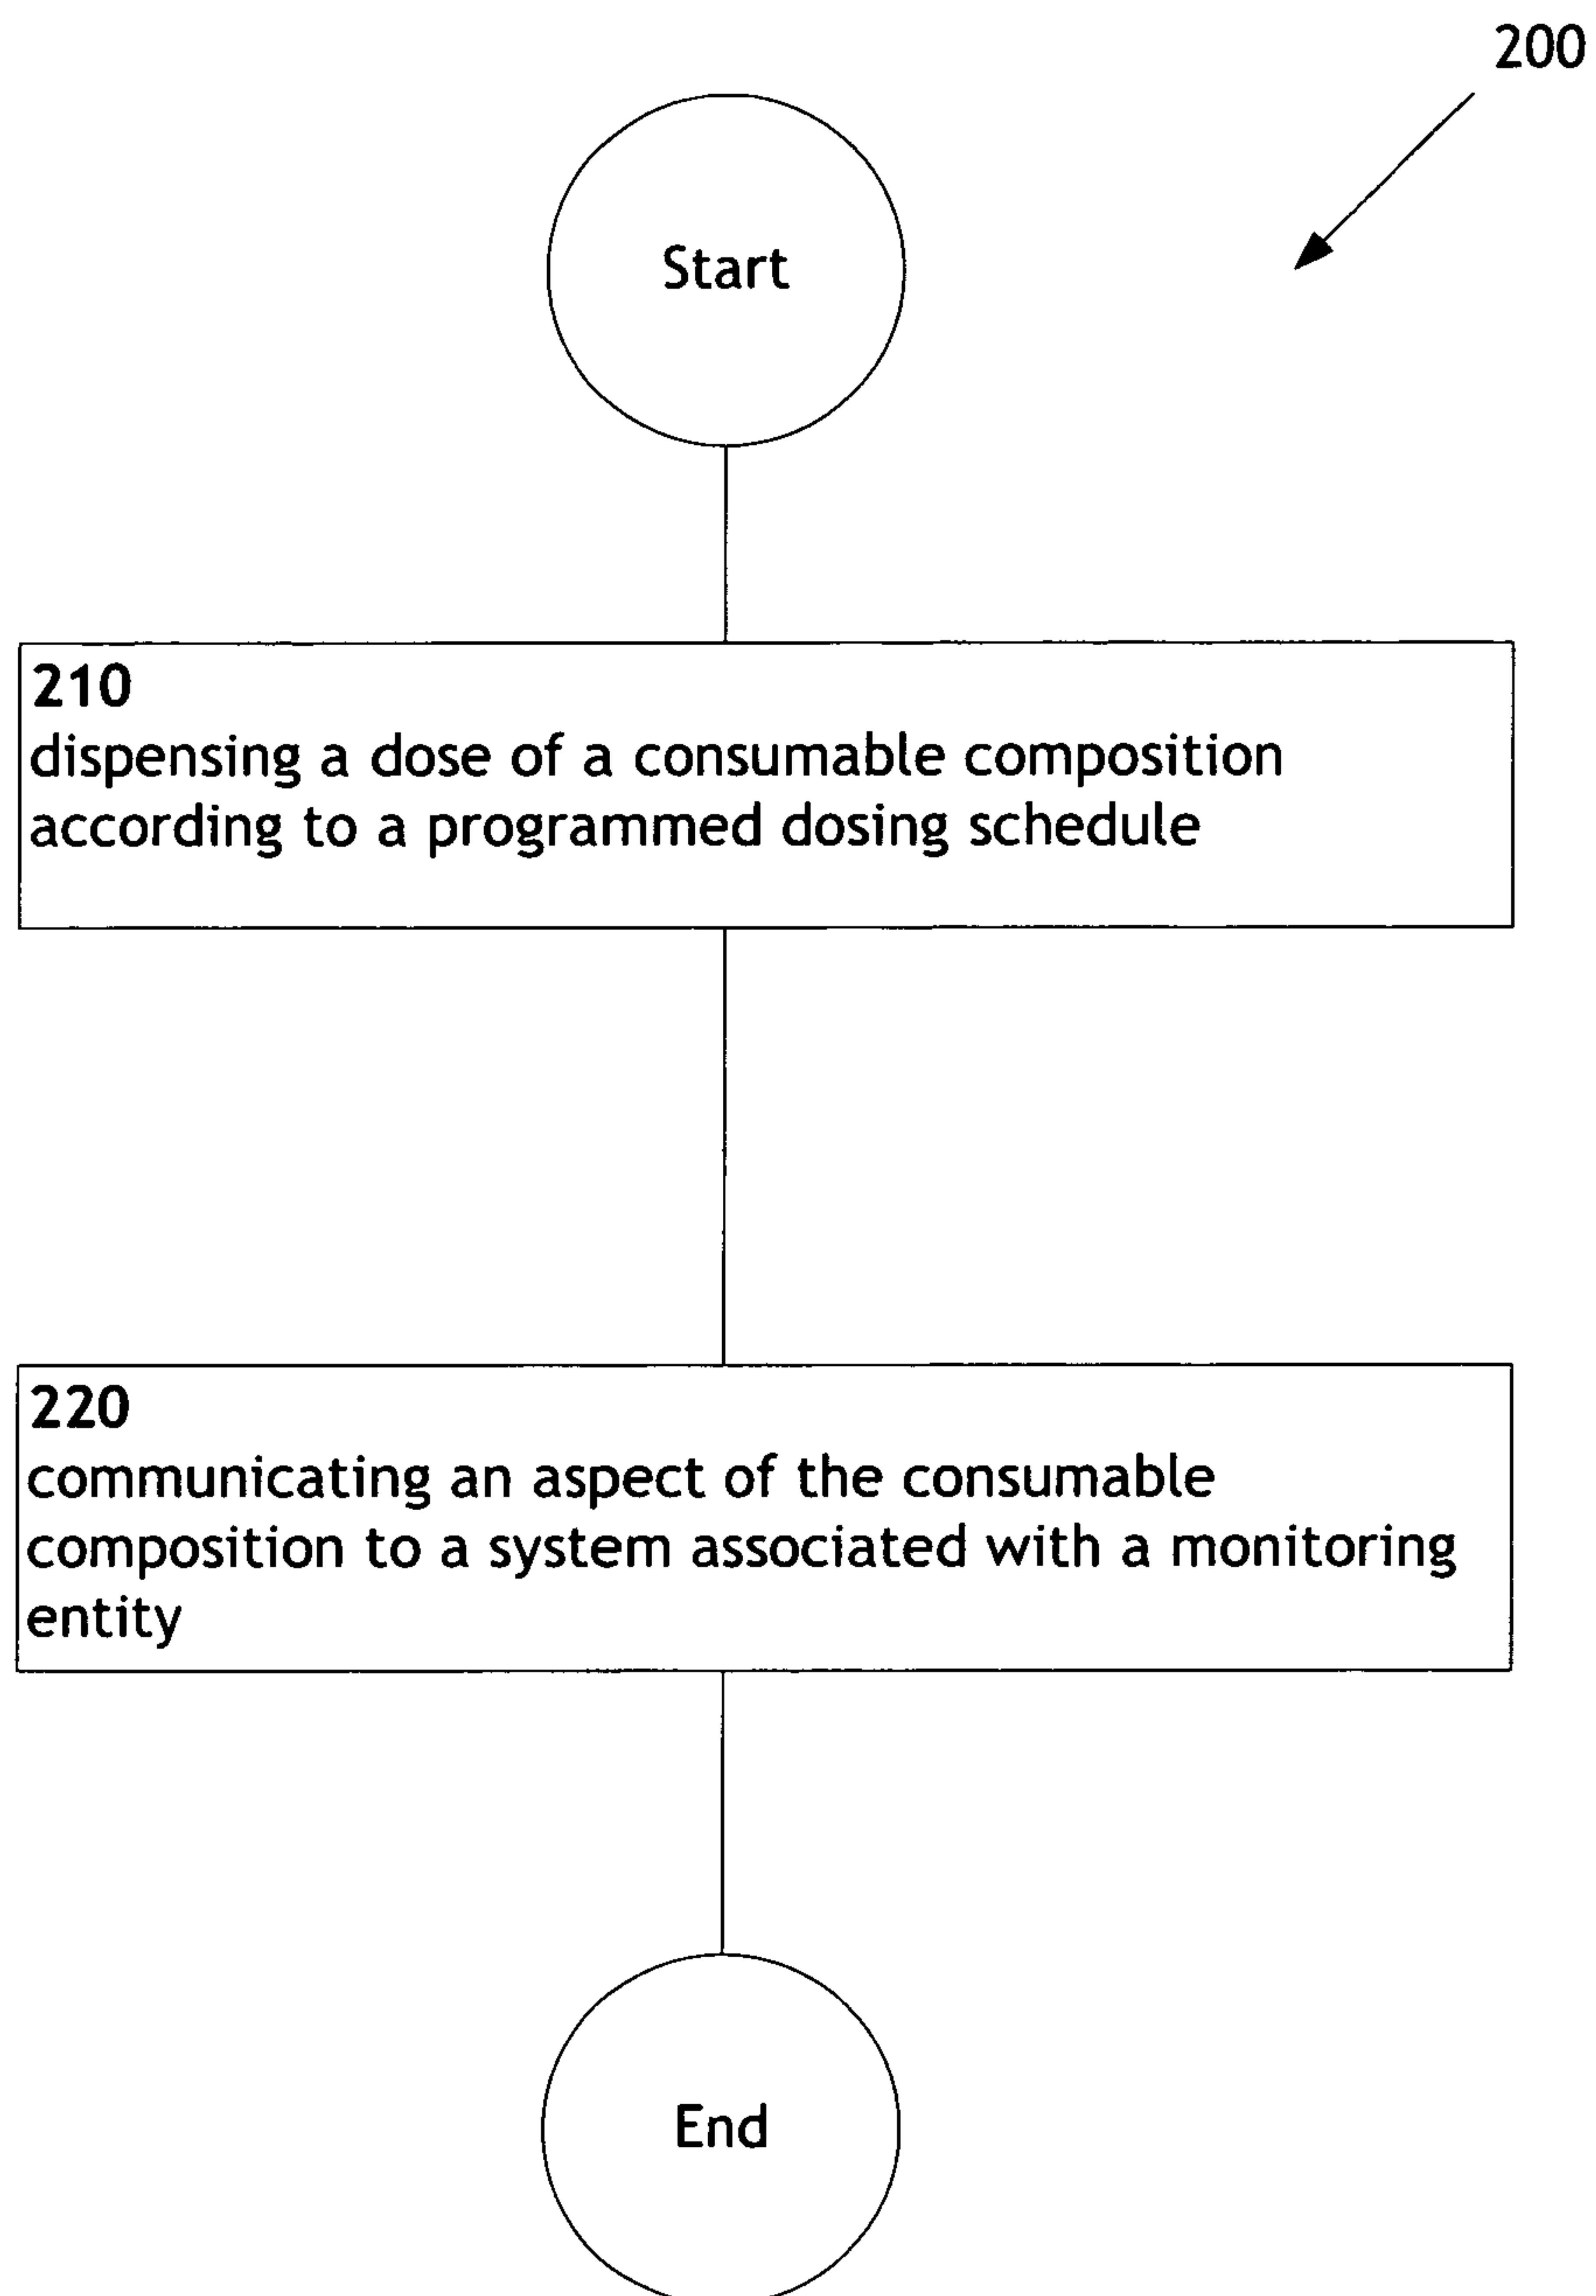 200
Start
210
dispensing a dose of a consumable composition
according to a programmed dosing schedule
220
communicating an aspect of the consumable
composition to a system associated with a monitoring
entity
End